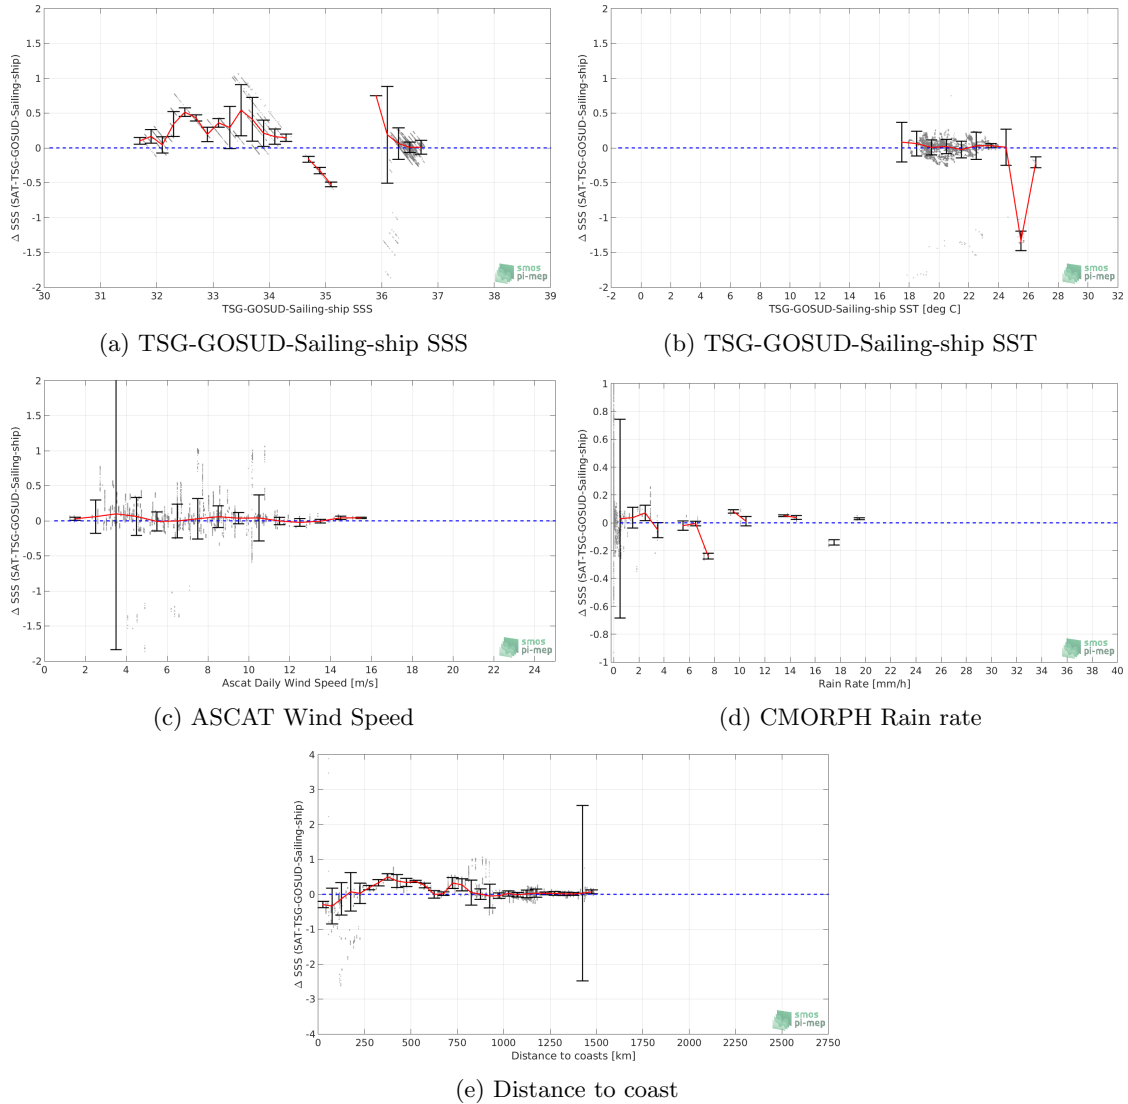 2
1.5
1
0.5
0
-0.5
-1
-1.5
-2
Δ SSS (SAT-TSG-GOSUD-Sailing-ship)
30 31 32 33 34 35 36 37 38 39
TSG-GOSUD-Sailing-ship SSS
smos
pi-mep
(a) TSG-GOSUD-Sailing-ship SSS
2
1.5
1
0.5
0
-0.5
-1
-1.5
-2
Δ SSS (SAT-TSG-GOSUD-Sailing-ship)
-2 0 2 4 6 8 10 12 14 16 18 20 22 24 26 28 30 32
TSG-GOSUD-Sailing-ship SST [deg C]
smos
pi-mep
(b) TSG-GOSUD-Sailing-ship SST
2
1.5
1
0.5
0
-0.5
-1
-1.5
-2
Δ SSS (SAT-TSG-GOSUD-Sailing-ship)
2 4 6 8 10 12 14 16 18 20 22 24
Ascat Daily Wind Speed [m/s]
smos
pi-mep
(c) ASCAT Wind Speed
1
0.8
0.6
0.4
0.2
0
-0.2
-0.4
-0.6
-0.8
-1
Δ SSS (SAT-TSG-GOSUD-Sailing-ship)
0 2 4 6 8 10 12 14 16 18 20 22 24 26 28 30 32 34 36 38 40
Rain Rate [mm/h]
smos
pi-mep
(d) CMORPH Rain rate
4
3
2
1
0
-1
-2
-3
-4
Δ SSS (SAT-TSG-GOSUD-Sailing-ship)
0 250 500 750 1000 1250 1500 1750 2000 2250 2500 2750
Distance to coasts [km]
smos
pi-mep
(e) Distance to coast